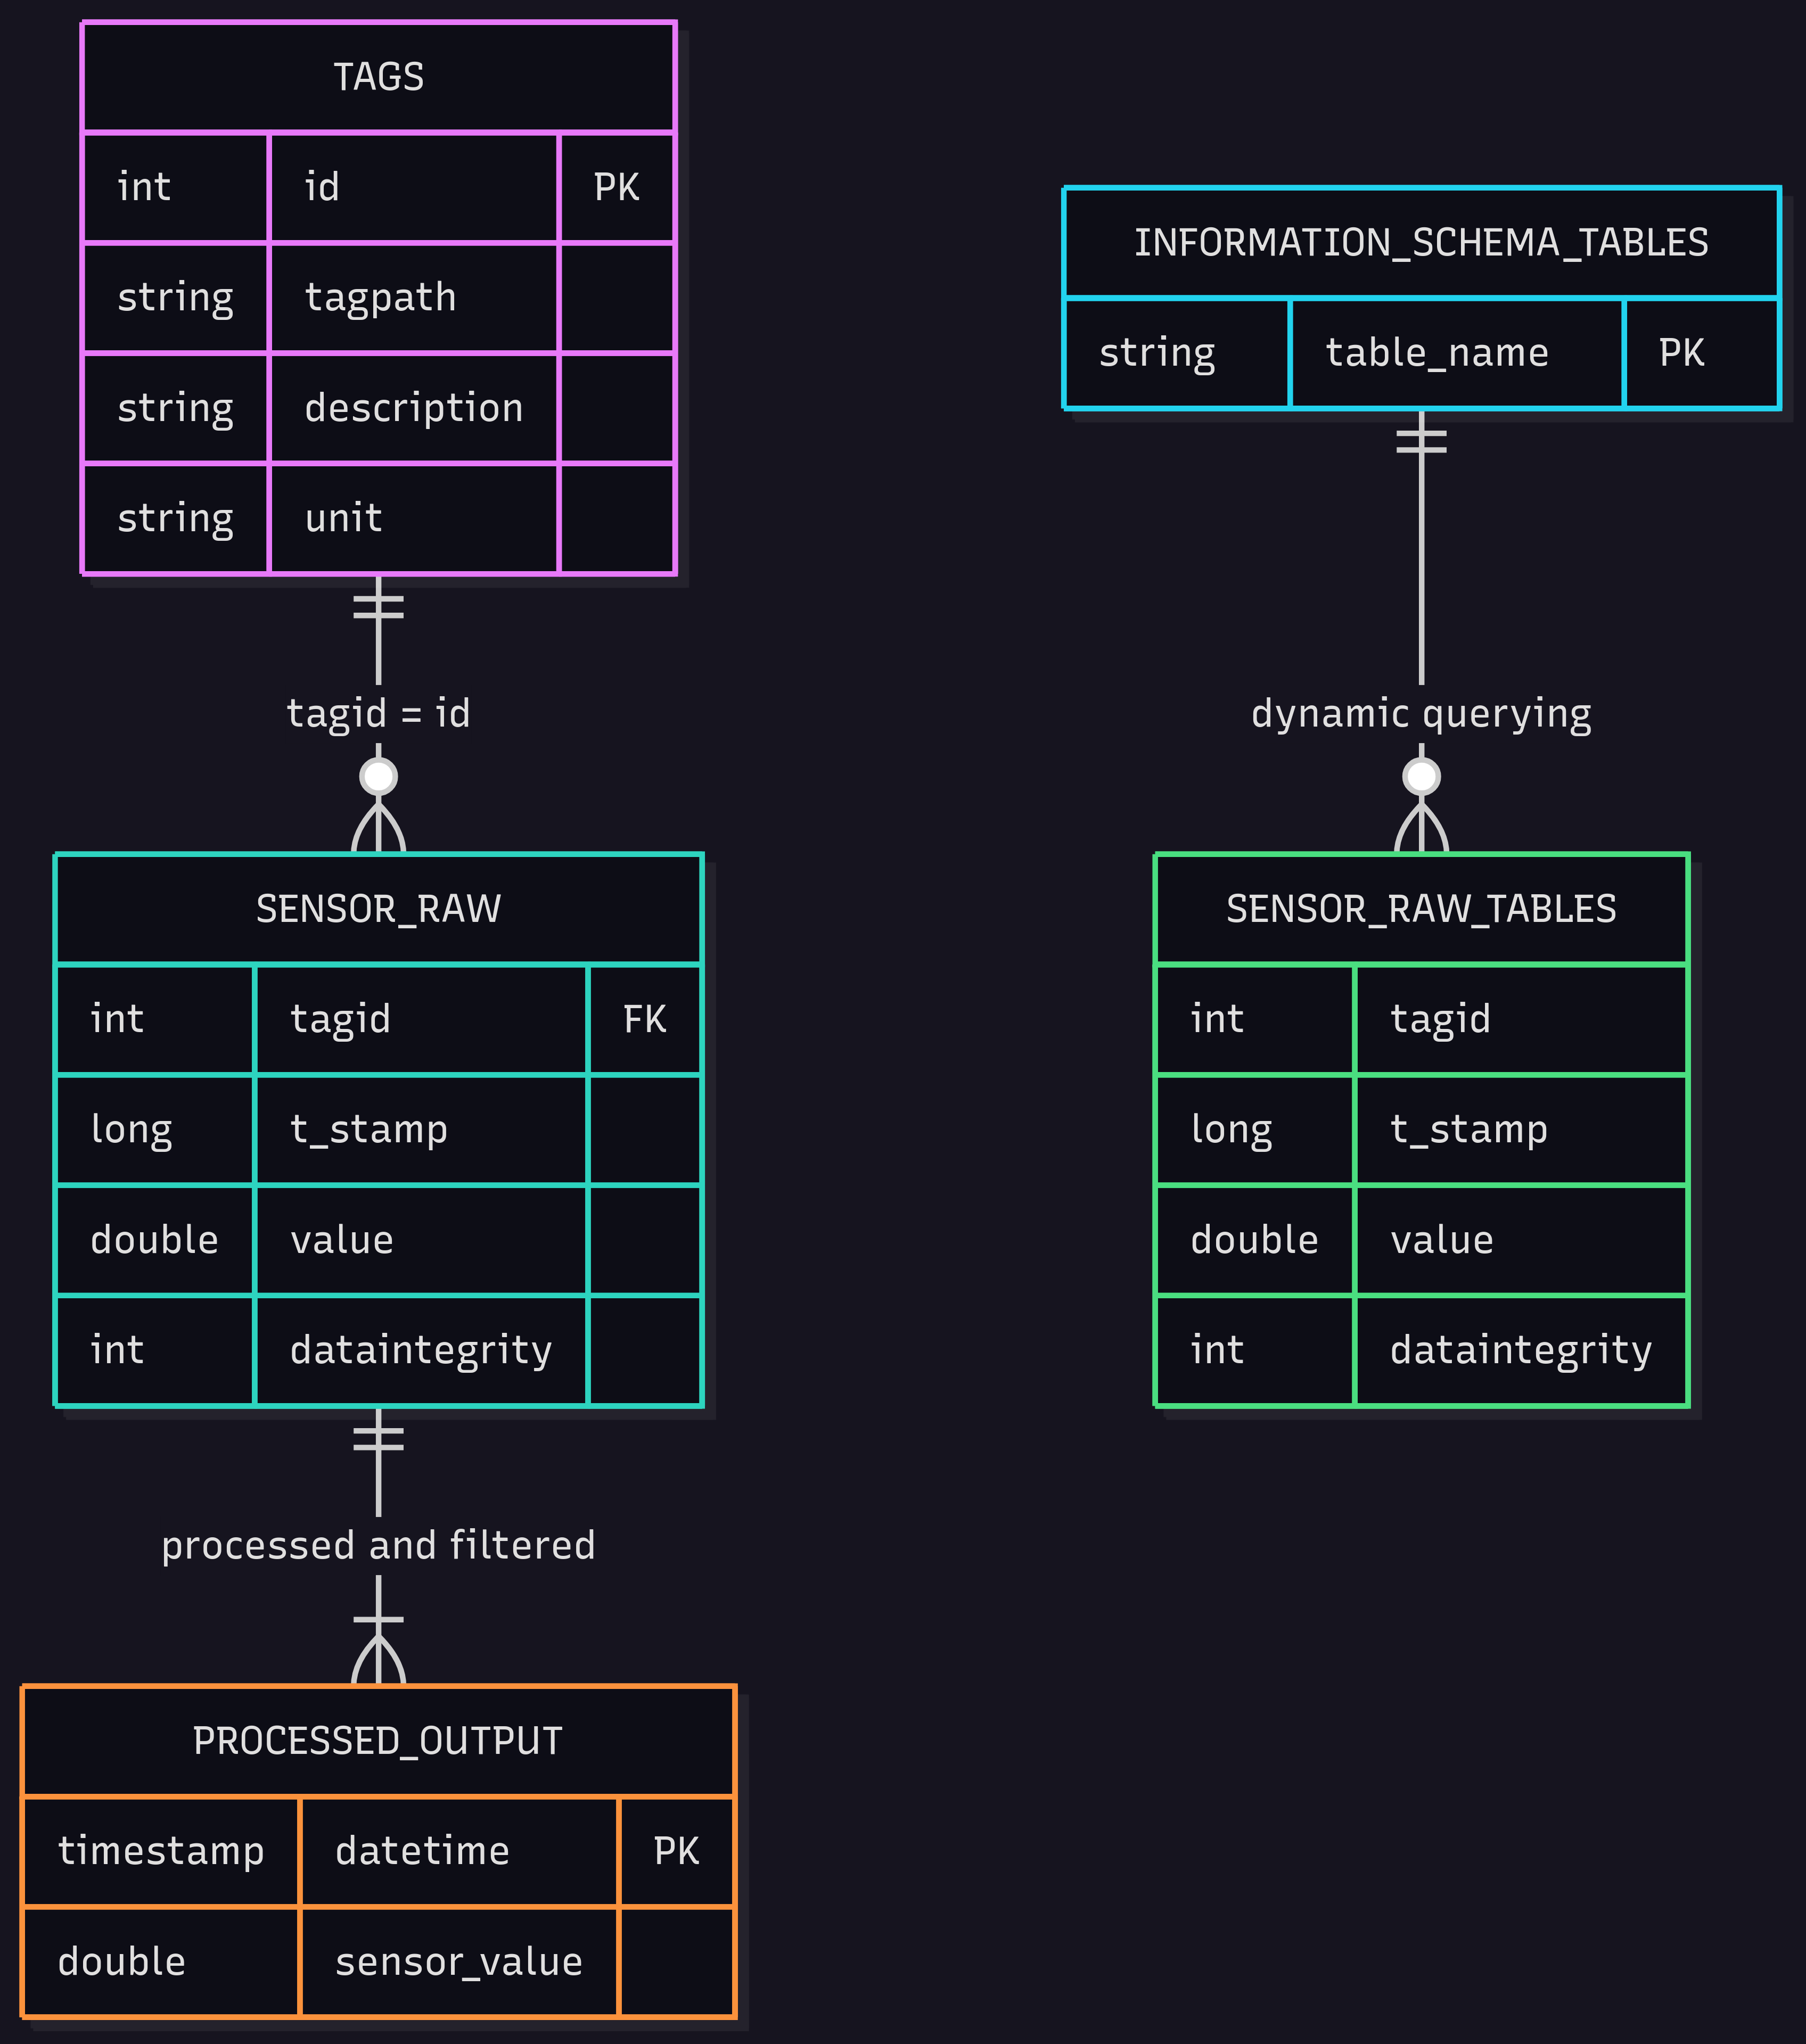 TAGS
int id PK
string tagpath
string description
string unit
tagid = id
SENSOR_RAW
int tagid FK
long t_stamp
double value
int dataintegrity
processed and filtered
PROCESSED_OUTPUT
timestamp datetime PK
double sensor_value
INFORMATION_SCHEMA_TABLES
string table_name PK
dynamic querying
SENSOR_RAW_TABLES
int tagid
long t_stamp
double value
int dataintegrity